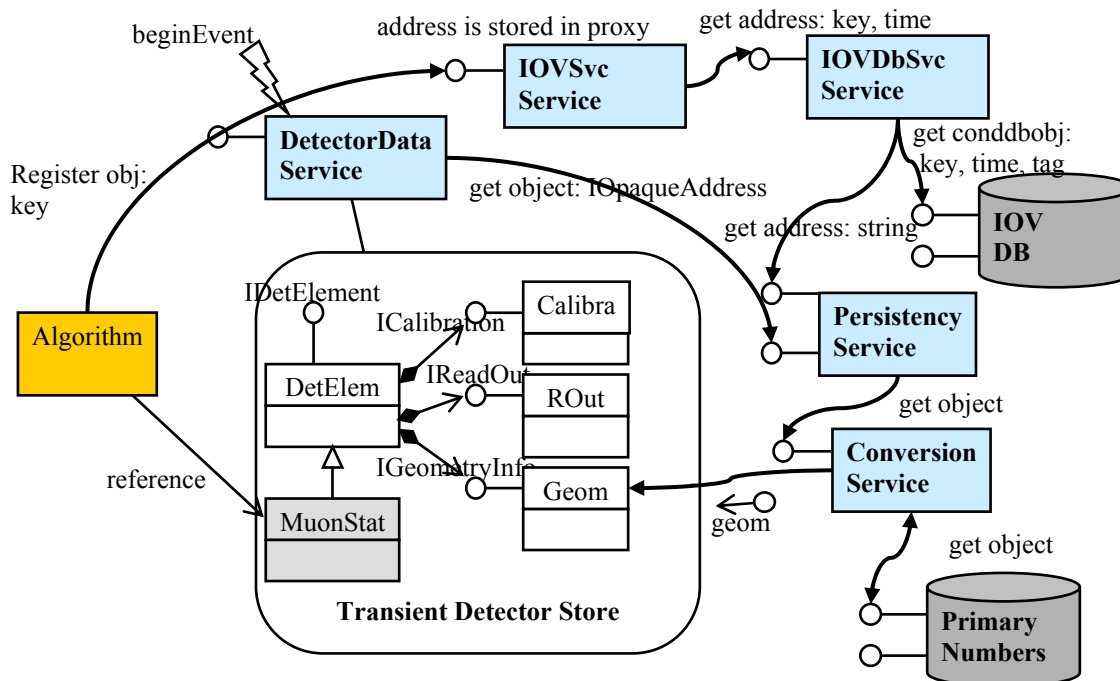 beginEvent
address is stored in proxy
get address: key, time
IOVSvc
Service
IOVDbSvc
Service
DetectorData
Service
get conddbobj:
key, time, tag
Register obj:
key
get object: IOpaqueAddress
get address: string
IOV
DB
IDetElement
ICalibration
Calibra
Algorithm
DetElem
IReadOut
ROut
Persistency
Service
get object
IGeometryInfo
Geom
Conversion
Service
reference
MuonStat
geom
get object
Transient Detector Store
Primary
Numbers